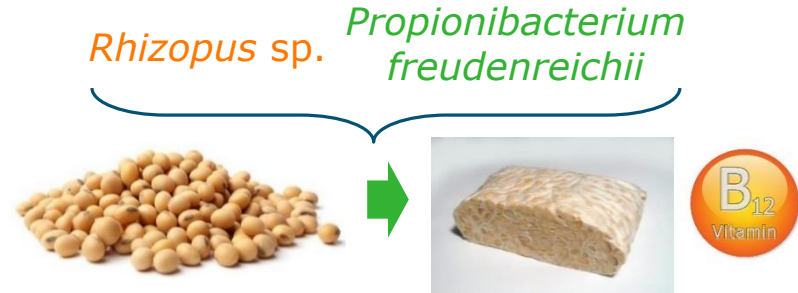 Rhizopus sp.
Propionibacterium
freudenreichii
B12
Vitamin